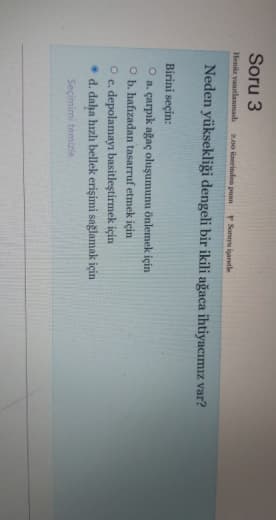 Soru 3
Henüz yanıtlanmadı 2,00 üzerinden puan Soruyu işaretle
Neden yüksekliği dengeli bir ikili ağaca ihtiyacımız var?
Birini seçin:
a. çarpık ağaç oluşumunu önlemek için
b. hafızadan tasarruf etmek için
c. depolamayı basitleştirmek için
d. daha hızlı bellek erişimi sağlamak için
Seçimimi temizle